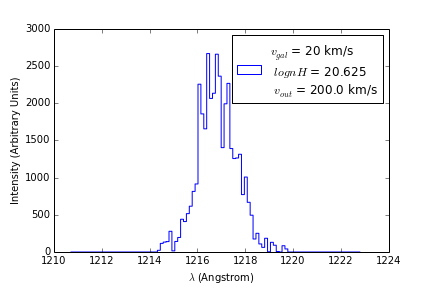 3000
2500
2000
1500
1000
500
0
1210 1212 1214 1216 1218 1220 1222 1224
Intensity (Arbitrary Units)
λ (Angstrom)
v_gal = 20 km/s
lognH = 20.625
v_out = 200.0 km/s